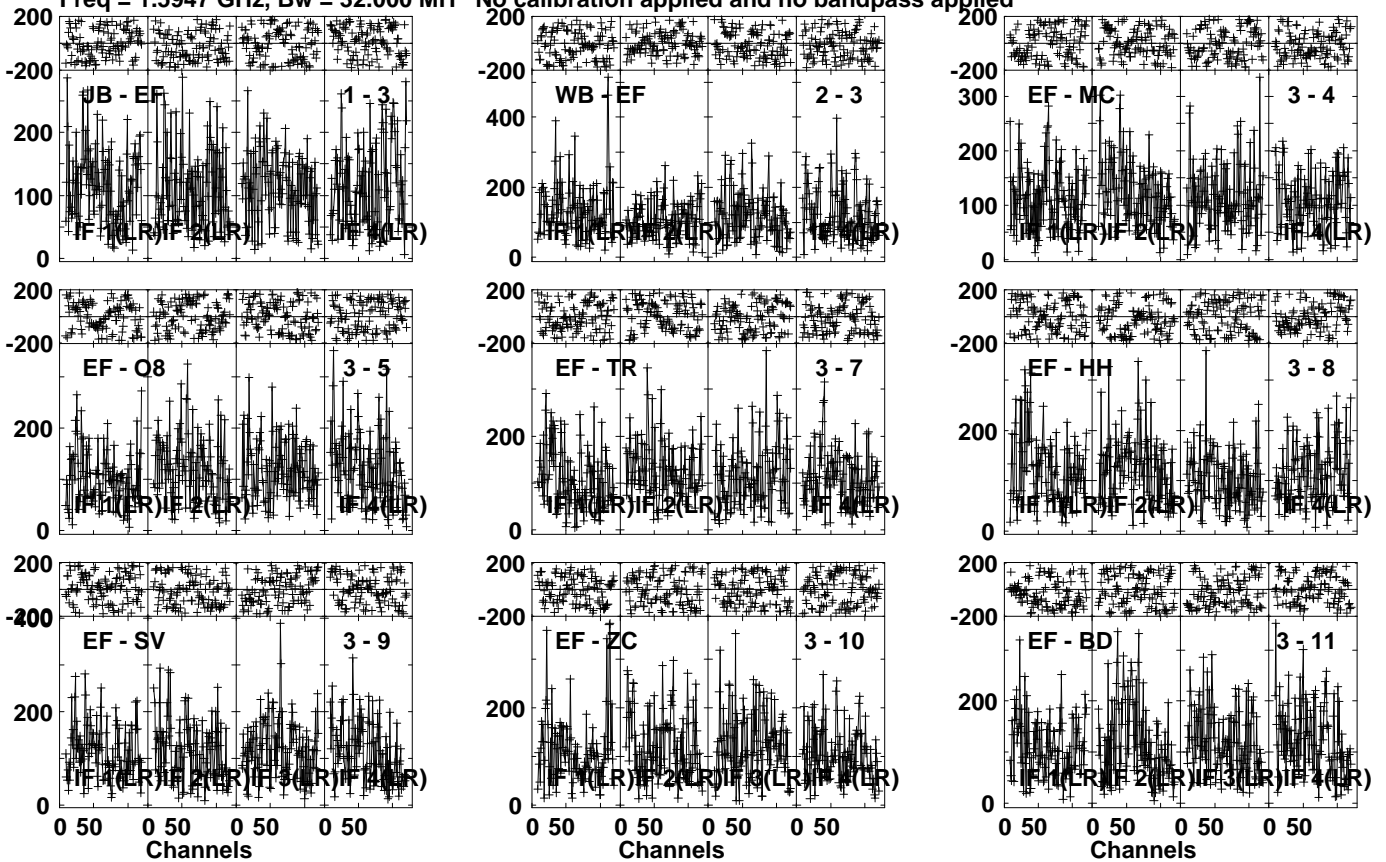 Freq = 1.5947 GHz, Bw = 32.000 MH No calibration applied and no bandpass applied
200 200 200
-200 -200 -200
JB - EF 1 - 3 WB - EF 2 - 3 EF - MC 3 - 4
200 100 0 400 200 0 300 200 100 0
IF 1(LR) IF 2(LR) IF 4(LR) IF 1(LR) IF 2(LR) IF 4(LR) IF 1(LR) IF 2(LR) IF 4(LR)
200 200 200
-200 -200 -200
EF - O8 3 - 5 EF - TR 3 - 7 EF - HH 3 - 8
200 0 200 0 200 0
IF 1(LR) IF 2(LR) IF 4(LR) IF 1(LR) IF 2(LR) IF 4(LR) IF 1(LR) IF 2(LR) IF 4(LR)
200 200 200
-200 -200 -200
400
EF - SV 3 - 9 EF - ZC 3 - 10 EF - BD 3 - 11
200 0 200 0 200 0
IF 1(LR) IF 2(LR) IF 3(LR) IF 4(LR) IF 1(LR) IF 2(LR) IF 3(LR) IF 4(LR) IF 1(LR) IF 2(LR) IF 3(LR) IF 4(LR)
0 50 0 50 0 50 0 50 0 50 0 50 0 50 0 50 0 50 0 50 0 50 0 50
Channels Channels Channels